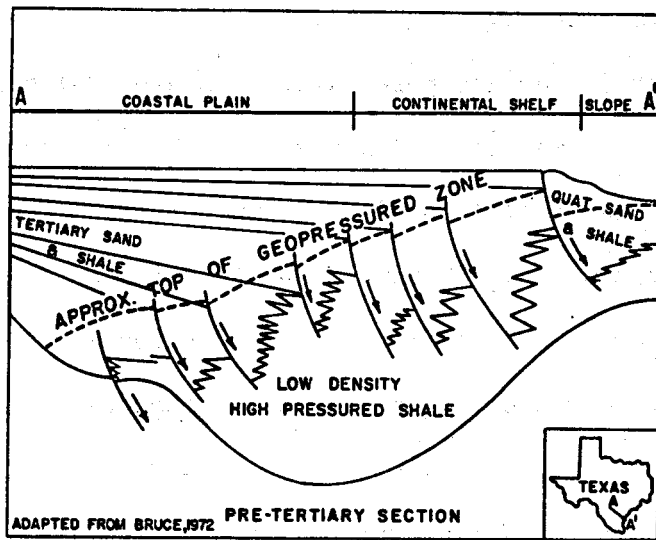 A COASTAL PLAIN CONTINENTAL SHELF SLOPE A'
APPROX. TOP OF GEOPRESSURED ZONE
QUAT SAND
& SHALE
TERTIARY SAND
& SHALE
LOW DENSITY
HIGH PRESSURED SHALE
TEXAS
A
A'
ADAPTED FROM BRUCE,1972 PRE-TERTIARY SECTION